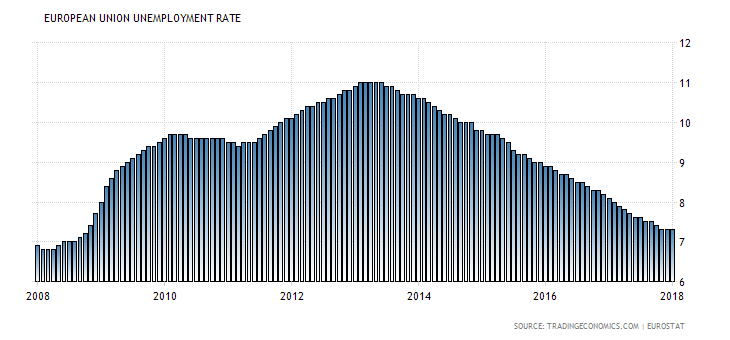 EUROPEAN UNION UNEMPLOYMENT RATE
12
11
10
9
8
7
6
2008 2010 2012 2014 2016 2018
SOURCE: TRADINGECONOMICS.COM | EUROSTAT